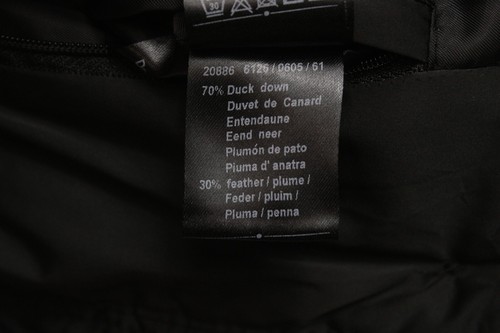 30
20886 6126 / 0605 / 61
70% Duck down
Duvet de Canard
Entendaune
Eend neer
Plumón de pato
Piuma d' anatra
30% feather / plume /
Feder / pluim /
Pluma / penna